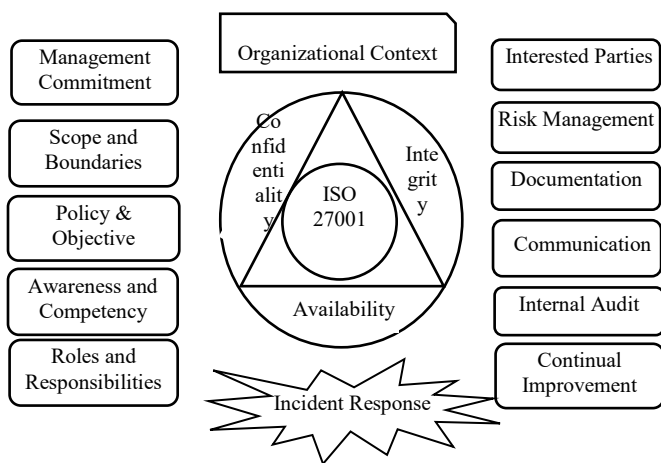 Organizational Context
Management
Commitment
Scope and
Boundaries
Policy &
Objective
Awareness and
Competency
Roles and
Responsibilities
Co
nfid
enti
alit
y
Inte
grit
y
ISO
27001
Availability
Incident Response
Interested Parties
Risk Management
Documentation
Communication
Internal Audit
Continual
Improvement